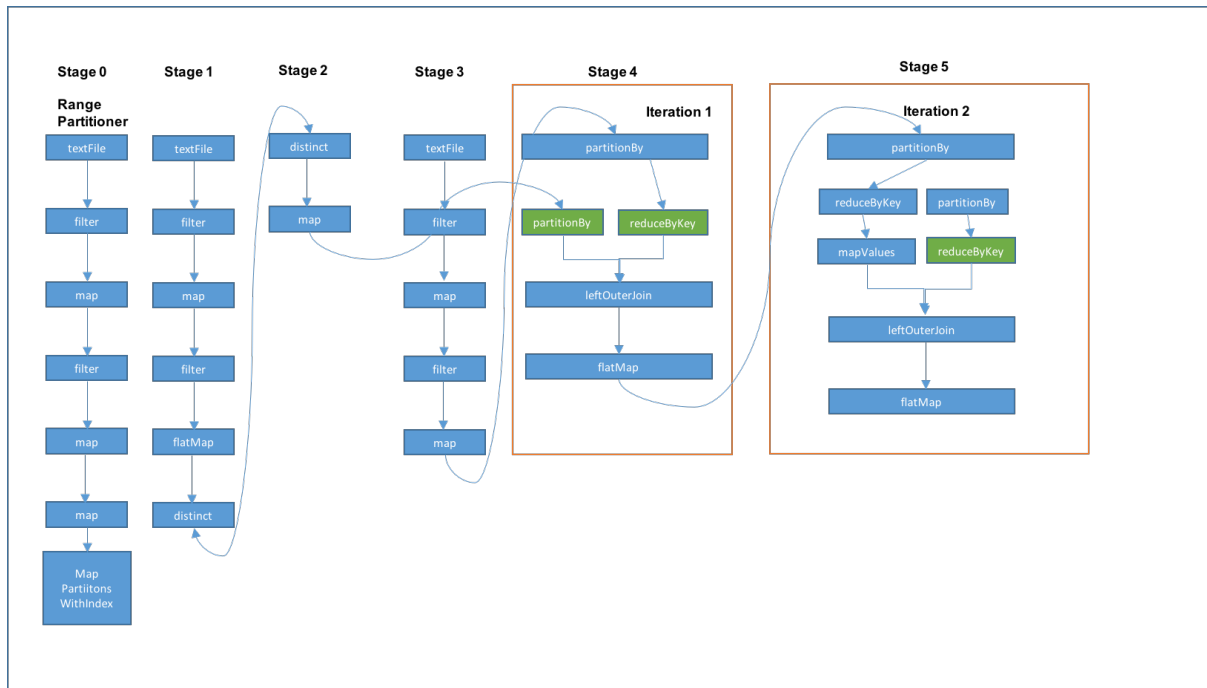 Stage 0
Range
Partitioner
textFile
filter
map
filter
map
map
Map
Partiitons
WithIndex
Stage 1
textFile
filter
map
filter
flatMap
distinct
Stage 2
distinct
map
Stage 3
textFile
filter
map
filter
map
Stage 4
Iteration 1
partitionBy
partitionBy
reduceByKey
leftOuterJoin
flatMap
Stage 5
Iteration 2
partitionBy
reduceByKey
partitionBy
mapValues
reduceByKey
leftOuterJoin
flatMap